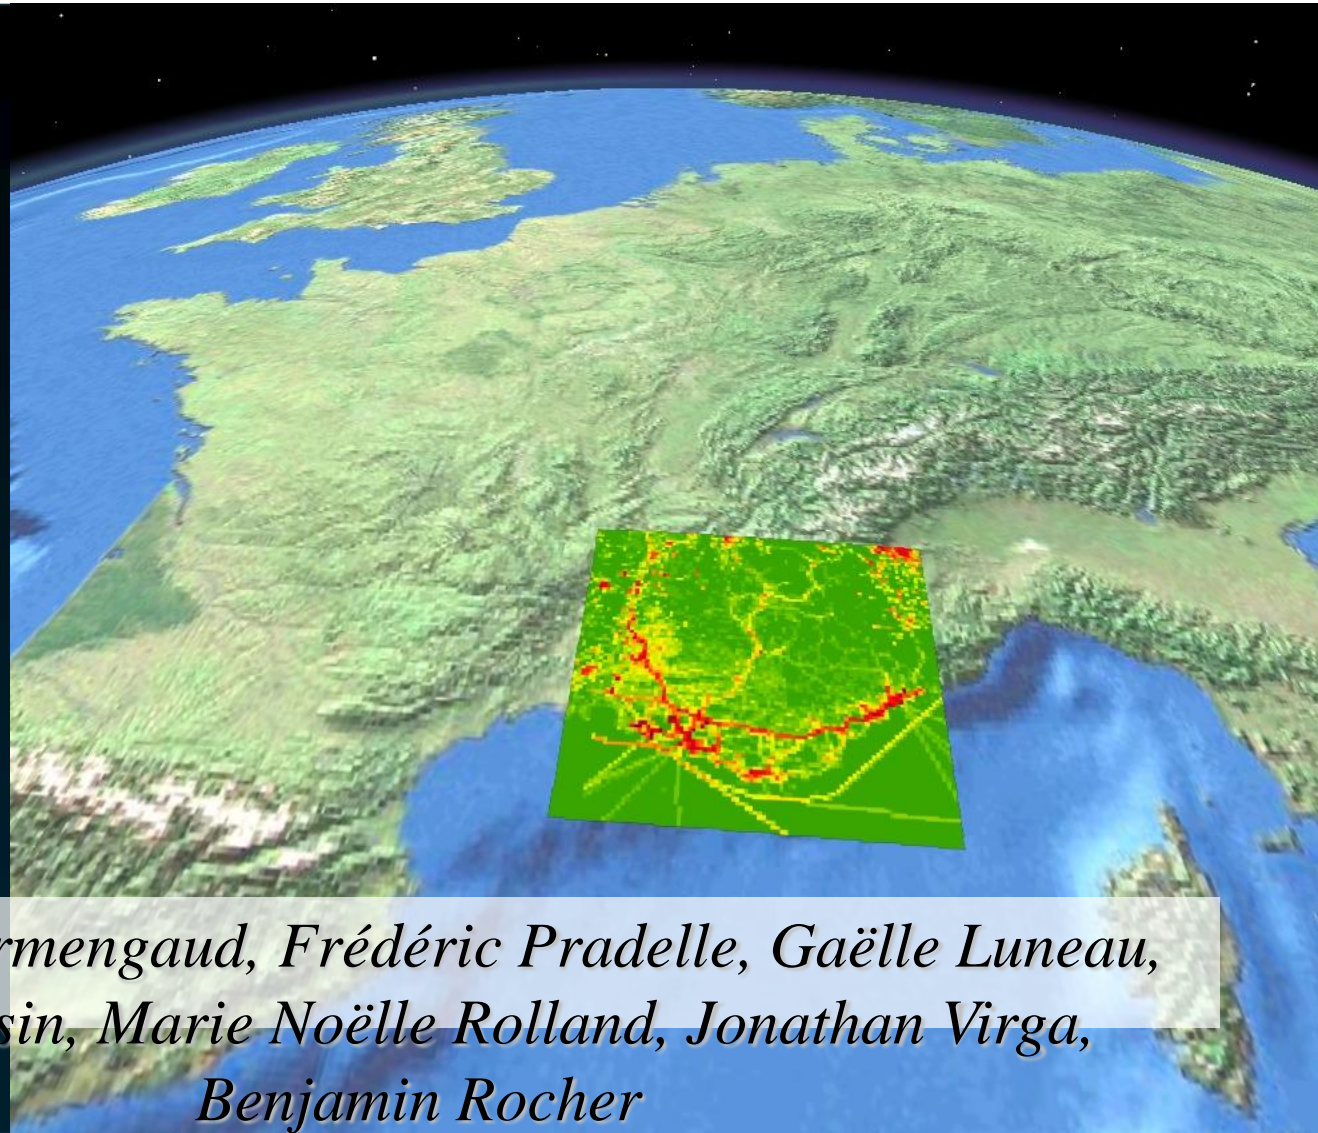 rmengaud, Frédéric Pradelle, Gaëlle Luneau,
sin, Marie Noëlle Rolland, Jonathan Virga,
Benjamin Rocher